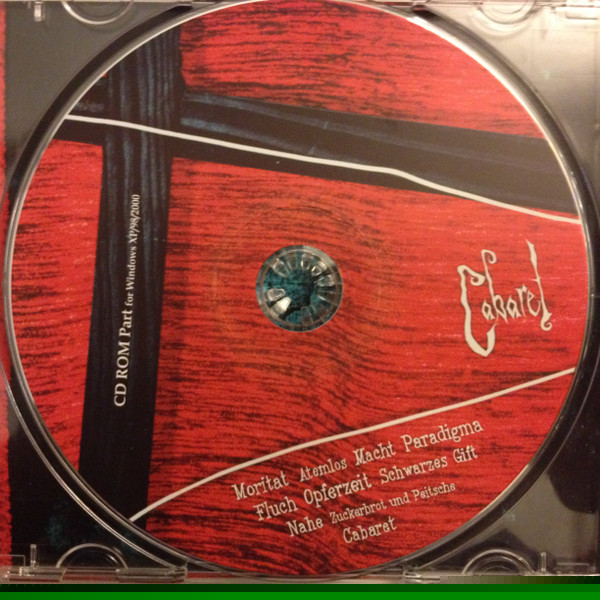 CD ROM Part for Windows XP/98/2000
Cabaret
Moritat Atemlos Macht Paradigma
Fluch Opferzeit Schwarzes Gift
Nahe Zuckerbrot und Peitsche
Cabaret